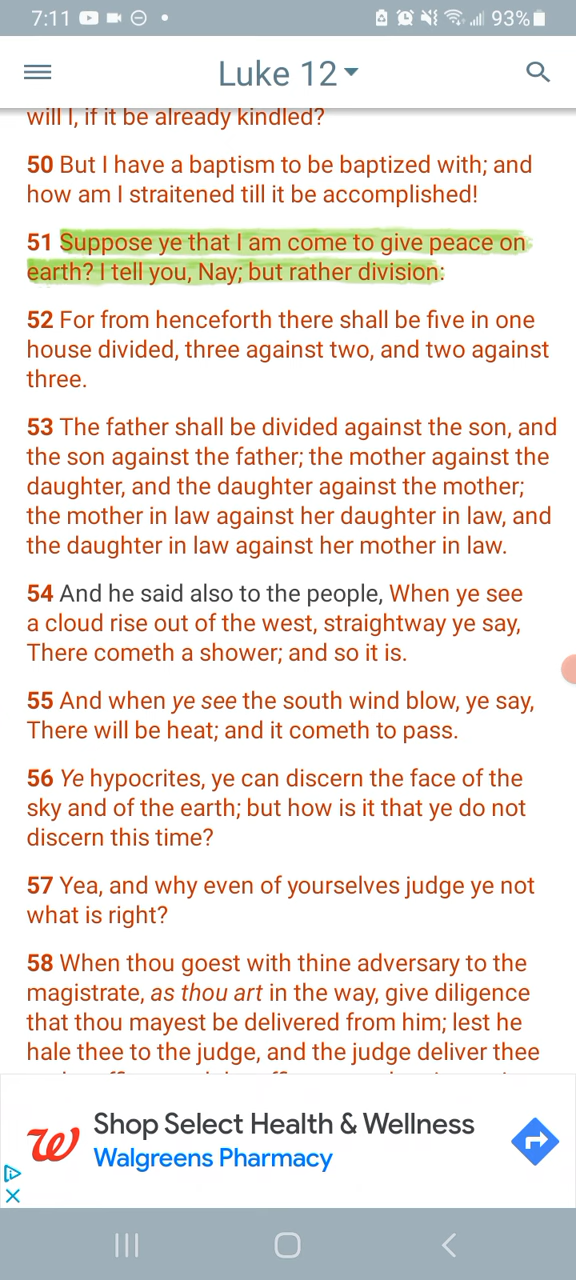 7:11
93%
Luke 12
will I, if it be already kindled?
50 But I have a baptism to be baptized with; and
how am I straitened till it be accomplished!
51 Suppose ye that I am come to give peace on
earth? I tell you, Nay; but rather division:
52 For from henceforth there shall be five in one
house divided, three against two, and two against
three.
53 The father shall be divided against the son, and
the son against the father; the mother against the
daughter, and the daughter against the mother;
the mother in law against her daughter in law, and
the daughter in law against her mother in law.
54 And he said also to the people, When ye see
a cloud rise out of the west, straightway ye say,
There cometh a shower; and so it is.
55 And when ye see the south wind blow, ye say,
There will be heat; and it cometh to pass.
56 Ye hypocrites, ye can discern the face of the
sky and of the earth; but how is it that ye do not
discern this time?
57 Yea, and why even of yourselves judge ye not
what is right?
58 When thou goest with thine adversary to the
magistrate, as thou art in the way, give diligence
that thou mayest be delivered from him; lest he
hale thee to the judge, and the judge deliver thee
Shop Select Health & Wellness
Walgreens Pharmacy